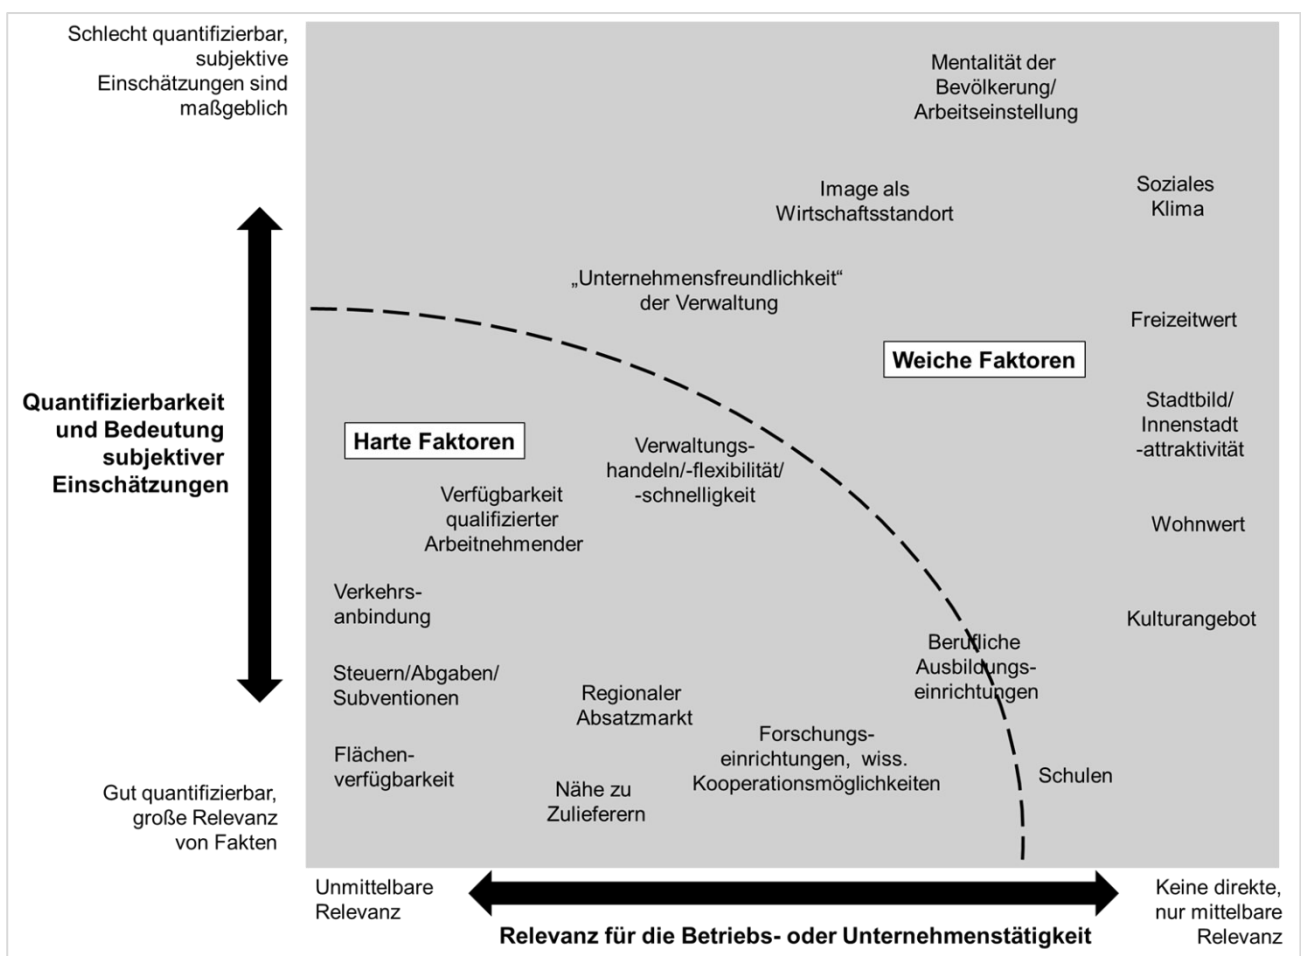 Schlecht quantifizierbar,
subjektive
Einschätzungen sind
maßgeblich
Mentalität der
Bevölkerung/
Arbeitseinstellung
Image als
Wirtschaftsstandort
Soziales
Klima
„Unternehmensfreundlichkeit“
der Verwaltung
Freizeitwert
Weiche Faktoren
Quantifizierbarkeit
und Bedeutung
subjektiver
Einschätzungen
Harte Faktoren
Verwaltungs-
handeln/-flexibilität/
-schnelligkeit
Stadtbild/
Innenstadt
-attraktivität
Verfügbarkeit
qualifizierter
Arbeitnehmender
Wohnwert
Verkehrs-
anbindung
Kulturangebot
Berufliche
Ausbildungs-
einrichtungen
Steuern/Abgaben/
Subventionen
Regionaler
Absatzmarkt
Forschungs-
einrichtungen, wiss.
Kooperationsmöglichkeiten
Flächen-
verfügbarkeit
Nähe zu
Zulieferern
Schulen
Gut quantifizierbar,
große Relevanz
von Fakten
Unmittelbare
Relevanz
Keine direkte,
nur mittelbare
Relevanz
Relevanz für die Betriebs- oder Unternehmenstätigkeit